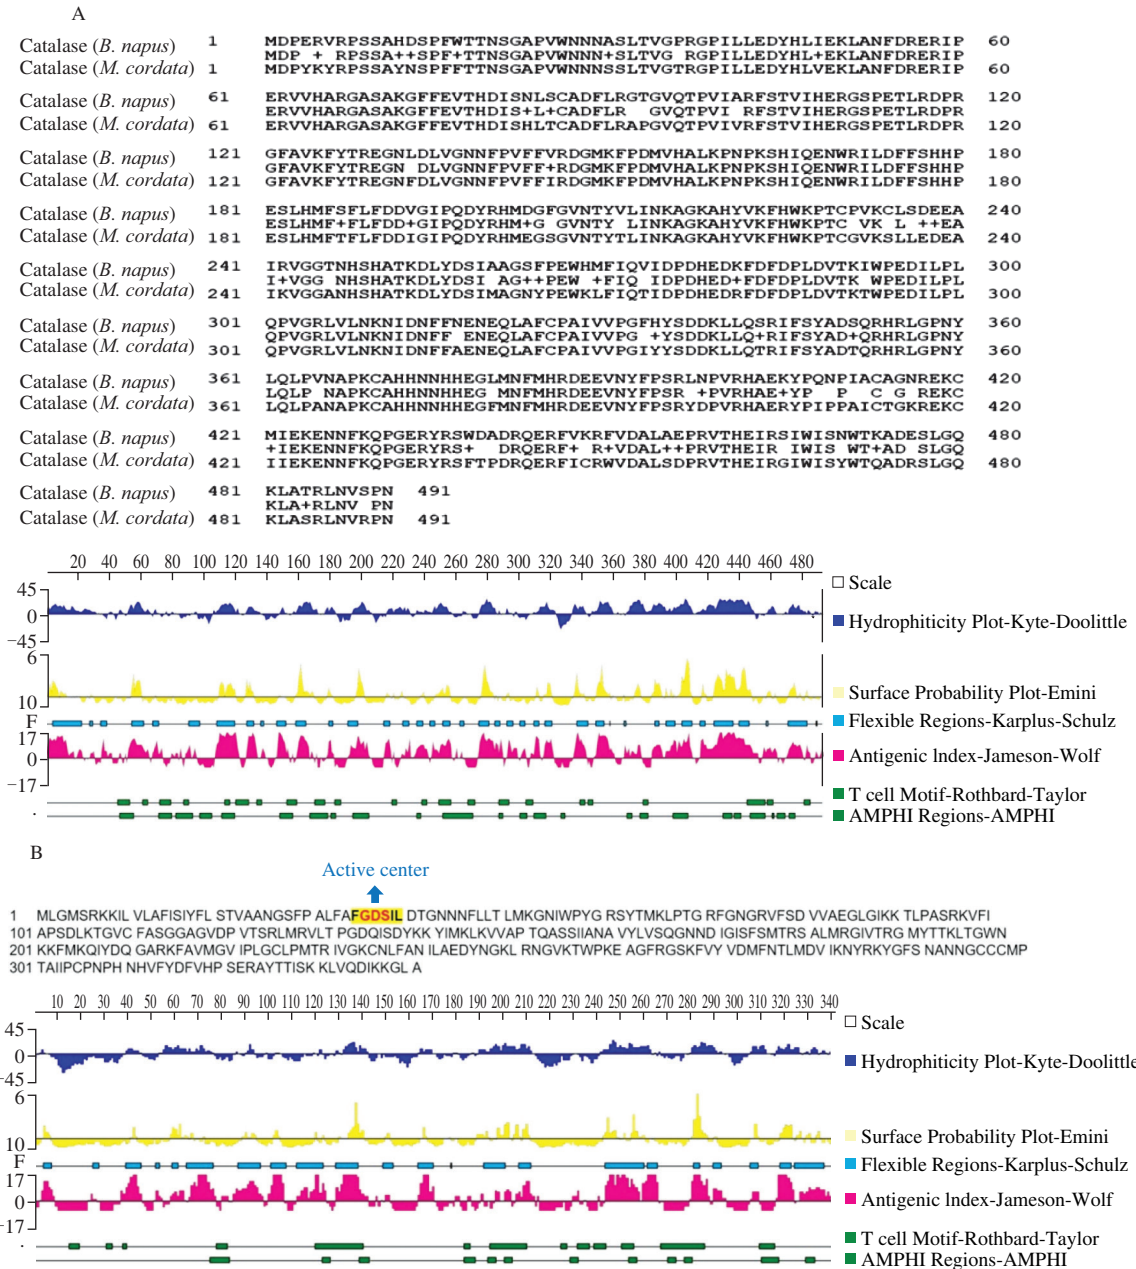 A
Catalase (B. napus) 1 MDPERVRPSSAHDSPFWTTNSGAPVWNNNASLTVGPRGPILLEDYHLIEKLANFDRERIP 60
MDP + RPSSA++SPF+TTNSGAPVWNNN+SLTVG RGPILLEDYHL+EKLANFDRERIP
Catalase (M. cordata) 1 MDPYKYRPSSAYNSPFFTTNSGAPVWNNNSSLTVGTRGPILLEDYHLVEKLANFDRERIP 60
Catalase (B. napus) 61 ERVVHARGASAKGFFEVTHDISNLSCADFLRGTGVQTPVIARFSTVIHERGSPETLRDPR 120
ERVVHARGASAKGFFEVTHDIS+L+CADFLR GVQTPVI RFSTVIHERGSPETLRDPR
Catalase (M. cordata) 61 ERVVHARGASAKGFFEVTHDISHLTCADFLRAPGVQTPVIVRFSTVIHERGSPETLRDPR 120
Catalase (B. napus) 121 GFAVKFYTREGNLDLVGNNFPVFFVRDGMKFPDMVHALKPNPKSHIQENWRILDFFSHHP 180
GFAVKFYTREGN DLVGNNFPVFF+RDGMKFPDMVHALKPNPKSHIQENWRILDFFSHHP
Catalase (M. cordata) 121 GFAVKFYTREGNFDLVGNNFPVFFIRDGMKFPDMVHALKPNPKSHIQENWRILDFFSHHP 180
Catalase (B. napus) 181 ESLHMFSFLFDDVGIPQDYRHMDGFGVNTYVLINKAGKAHYVKFHWKPTCPVKCLSDEEA 240
ESLHMF+FLFDD+GIPQDYRHM+G GVNTY LINKAGKAHYVKFHWKPTC VK L ++EA
Catalase (M. cordata) 181 ESLHMFTFLFDDIGIPQDYRHMEGSGVNTYTLINKAGKAHYVKFHWKPTCGVKSLLEDEA 240
Catalase (B. napus) 241 IRVGGTNHSHATKDLYDSIAAGSFPEWHMFIQVIDPDHEDKFDFDPLDVTKIWPEDILPL 300
I+VGG NHSHATKDLYDSI AG++PEW +FIQ IDPDHED+FDFDPLDVTK WPEDILPL
Catalase (M. cordata) 241 IKVGGANHSHATKDLYDSIMAGNYPEWKLFIQTIDPDHEDRFDFDPLDVTKTWPEDILPL 300
Catalase (B. napus) 301 QPVGRLVLNKNIDNFFNENEQLAFCPAIVVPGFHYSDDKLLQSRIFSYADSQRHRLGPNY 360
QPVGRLVLNKNIDNFF ENEQLAFCPAIVVPG +YSDDKLLQ+RIFSYAD+QRHRLGPNY
Catalase (M. cordata) 301 QPVGRLVLNKNIDNFFAENEQLAFCPAIVVPGIYYSDDKLLQTRIFSYADTQRHRLGPNY 360
Catalase (B. napus) 361 LQLPVNAPKCAHHNNHHEGLMNFMHRDEEVNYFPSRLNPVRHAEKYPQNPIACAGNREKC 420
LQLP NAPKCAHHNNHHEG MNFMHRDEEVNYFPSR +PVRHAE+YP P C G REKC
Catalase (M. cordata) 361 LQLPANAPKCAHHNNHHEGFMNFMHRDEEVNYFPSRYDPVRHAERYPIPPAICTGKREKC 420
Catalase (B. napus) 421 MIEKENNFKQPGERYRSWDADRQERFVKRFVDALAEPRVTHEIRSIWISNWTKADESLGQ 480
+IEKENNFKQPGERYRS+ DRQERF+ R+VDAL++PRVTHEIR IWIS WT+AD SLGQ
Catalase (M. cordata) 421 IIEKENNFKQPGERYRSFTPDRQERFICRWVDALSDPRVTHEIRGIWISYWTQADRSLGQ 480
Catalase (B. napus) 481 KLATRLNVSPN 491
KLA+RLNV PN
Catalase (M. cordata) 481 KLASRLNVRPN 491
20 40 60 80 100 120 140 160 180 200 220 240 260 280 300 320 340 360 380 400 420 440 460 480
Scale
45
0
−45
Hydrophiticity Plot-Kyte-Doolittle
6
10
Surface Probability Plot-Emini
F
Flexible Regions-Karplus-Schulz
17
0
−17
Antigenic lndex-Jameson-Wolf
T cell Motif-Rothbard-Taylor
AMPHI Regions-AMPHI
B
Active center
1 MLGMSRKKIL VLAFISIYFL STVAANGSFP ALFAFGDSIL DTGNNNFLLT LMKGNIWPYG RSYTMKLPTG RFGNGRVFSD VVAEGLGIKK TLPASRKVFI
101 APSDLKTGVC FASGGAGVDP VTSRLMRVLT PGDQISDYKK YIMKLKVVAP TQASSIIANA VYLVSQGNND IGISFSMTRS ALMRGIVTRG MYTTKLTGWN
201 KKFMKQIYDQ GARKFAVMGV IPLGCLPMTR IVGKCNLFAN ILAEDYNGKL RNGVKTWPKE AGFRGSKFVY VDMFNTLMDV IKNYRKYGFS NANNGCCCMP
301 TAIIPCPNPH NHVFYDFVHP SERAYTTISK KLVQDIKKGL A
10 20 30 40 50 60 70 80 90 100 110 120 130 140 150 160 170 180 190 200 210 220 230 240 250 260 270 280 290 300 310 320 330 340
Scale
45
0
−45
Hydrophiticity Plot-Kyte-Doolittle
6
10
Surface Probability Plot-Emini
F
Flexible Regions-Karplus-Schulz
17
0
−17
Antigenic lndex-Jameson-Wolf
T cell Motif-Rothbard-Taylor
AMPHI Regions-AMPHI